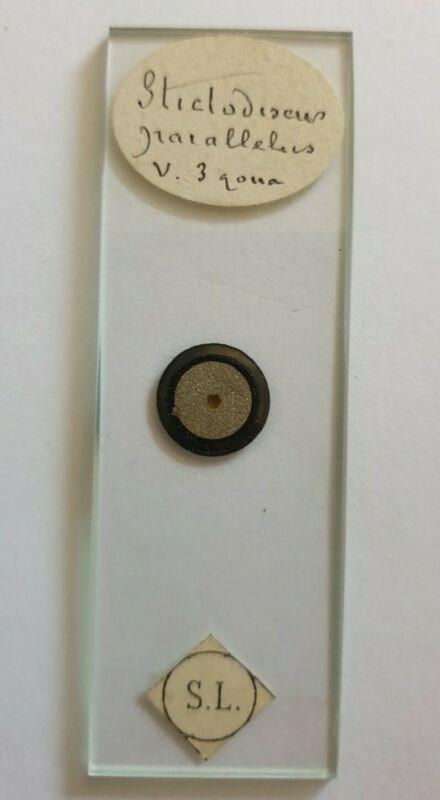 Stictodiscus
parallelus
v. 3 gona
S.L.